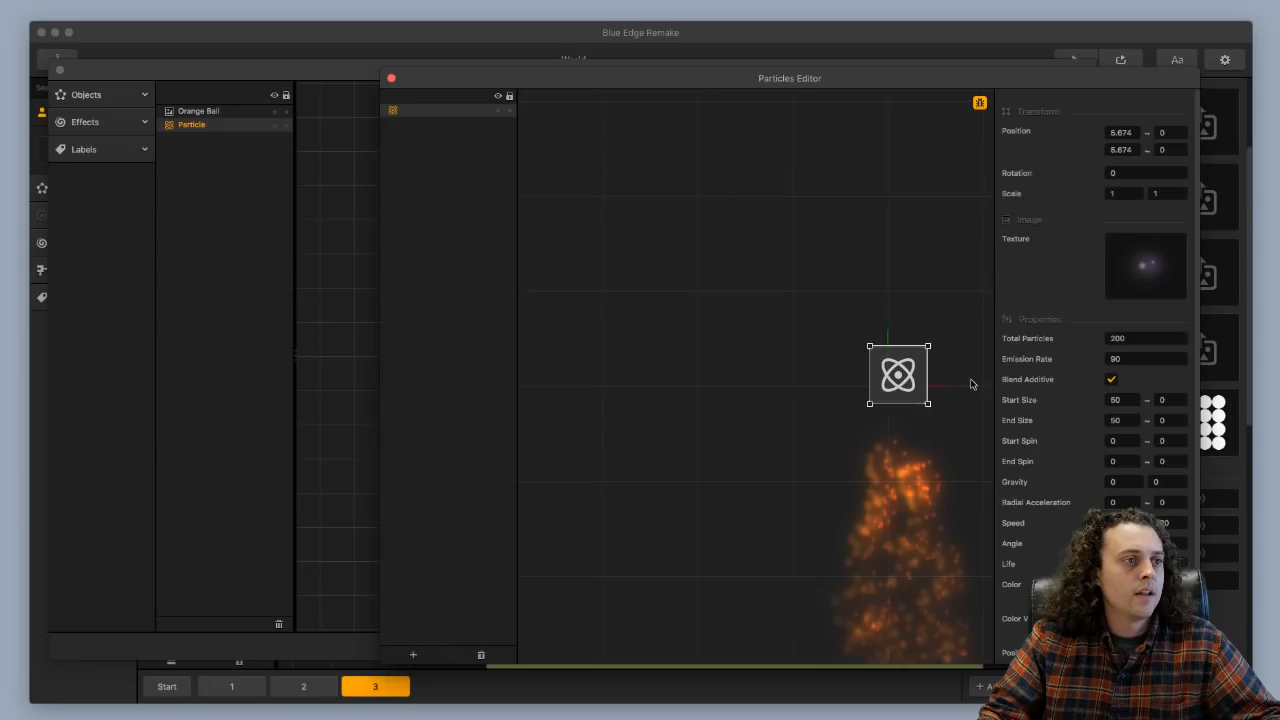 Blue Edge Remake
Aa
Particles Editor
Objects
Effects
Labels
Orange Ball
Particle
Transform
Position 5.674 ~ 0
5.674 ~ 0
Rotation 0
Scale 1 1
Image
Texture
Properties
Total Particles 200
Emission Rate 90
Blend Additive
Start Size 50 ~ 0
End Size 50 ~ 0
Start Spin 0 ~ 0
End Spin 0 ~ 0
Gravity 0 0
Radial Acceleration 0 ~ 0
Speed
Angle
Life
Color
Start
1
2
3